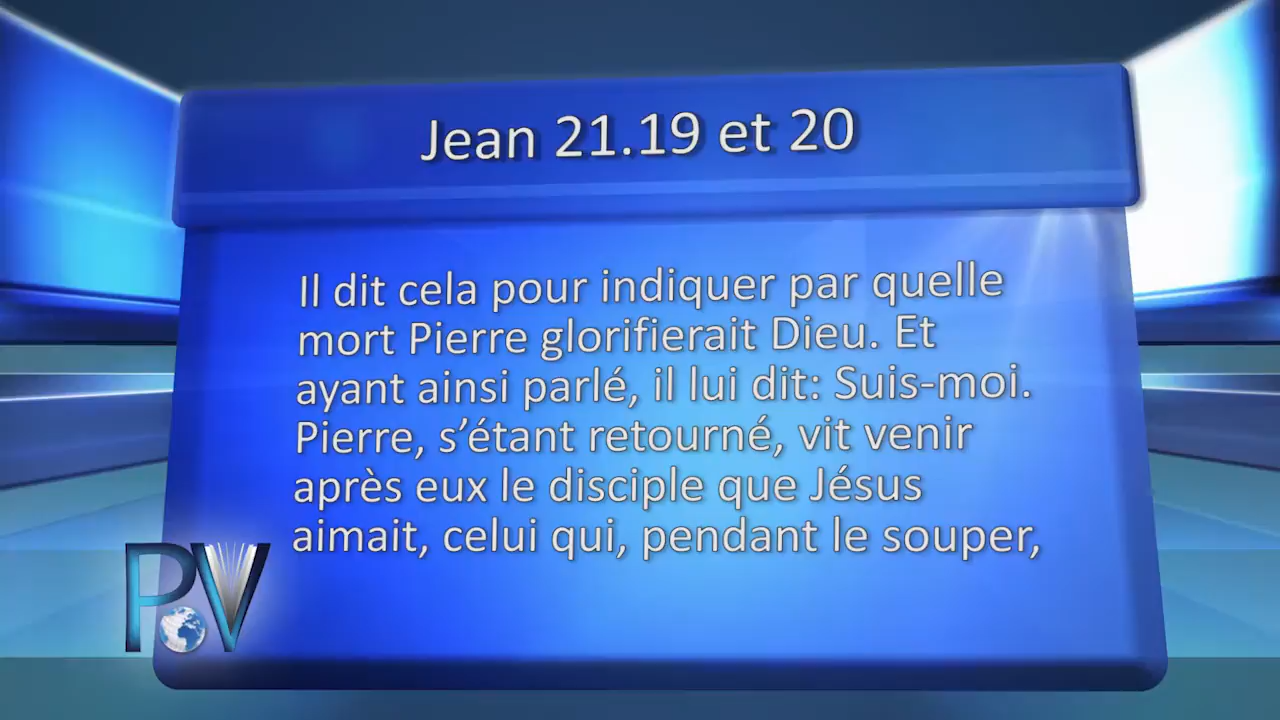 Jean 21.19 et 20
Il dit cela pour indiquer par quelle
mort Pierre glorifierait Dieu. Et
ayant ainsi parlé, il lui dit: Suis-moi.
Pierre, s’étant retourné, vit venir
après eux le disciple que Jésus
aimait, celui qui, pendant le souper,
PV